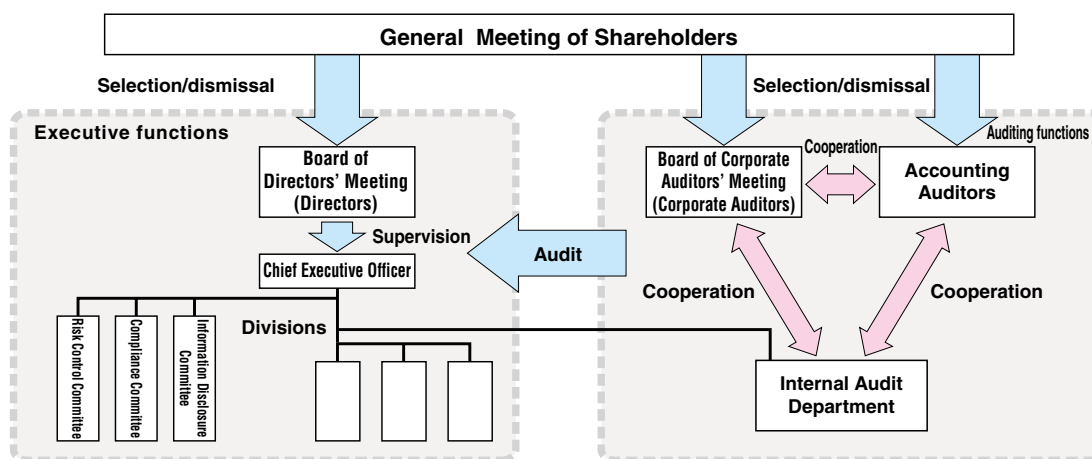 General Meeting of Shareholders
Selection/dismissal
Selection/dismissal
Executive functions
Auditing functions
Board of
Directors' Meeting
(Directors)
Board of Corporate
Auditors' Meeting
(Corporate Auditors)
Cooperation
Accounting
Auditors
Supervision
Audit
Chief Executive Officer
Cooperation
Cooperation
Divisions
Risk Control Committee
Compliance Committee
Information Disclosure
Committee
Internal Audit
Department